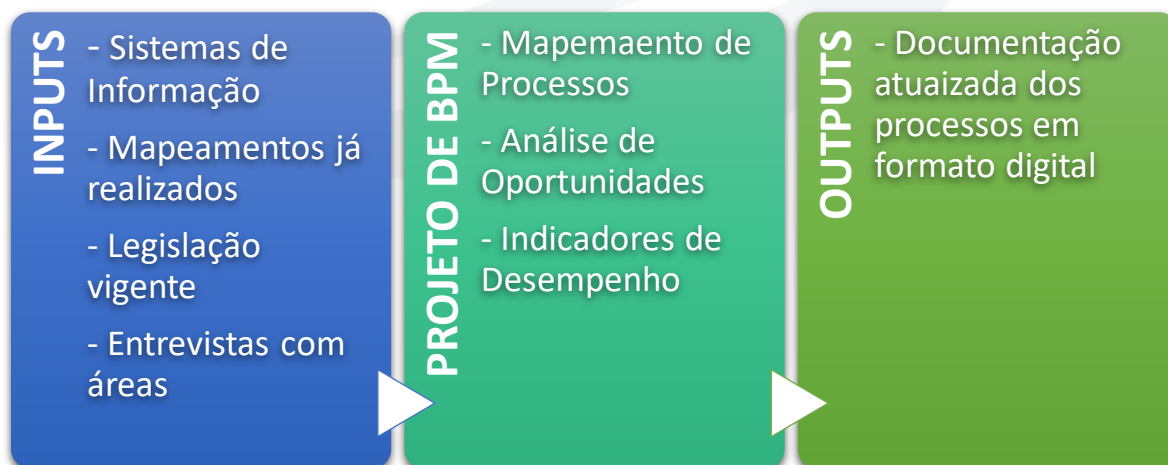 INPUTS
- Sistemas de
Informação
- Mapeamentos já
realizados
- Legislação
vigente
- Entrevistas com
áreas
PROJETO DE BPM
- Mapemaento de
Processos
- Análise de
Oportunidades
- Indicadores de
Desempenho
OUTPUTS
- Documentação
atuaizada dos
processos em
formato digital